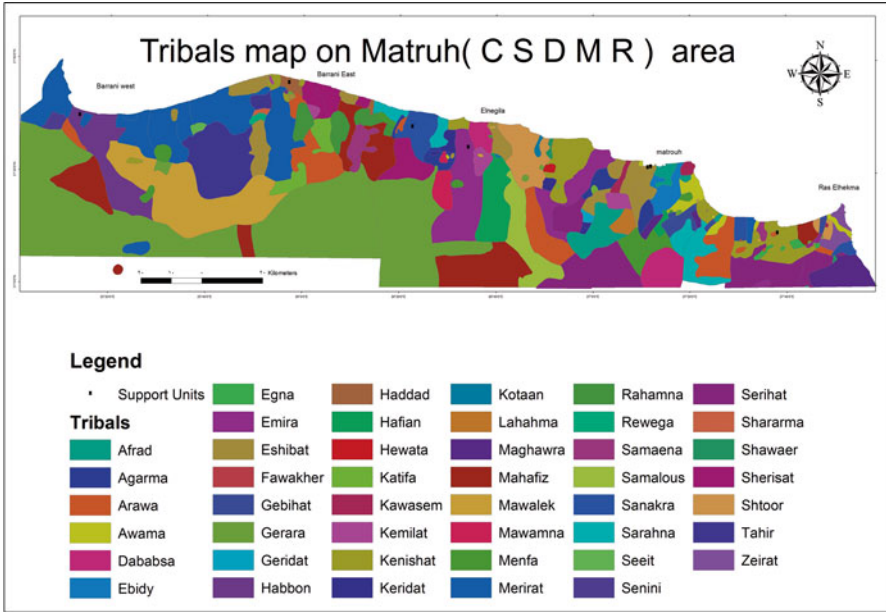 Tribals map on Matruh( C S D M R ) area
N
W E
S
Barrani west
Barrani East
Elnegila
matrouh
Ras Elhekma
Kilometers
Legend
Support Units
Tribals
Afrad
Agarma
Arawa
Awama
Dababsa
Ebidy
Egna
Emira
Eshibat
Fawakher
Gebihat
Gerara
Geridat
Habbon
Haddad
Hafian
Hewata
Katifa
Kawasem
Kemilat
Kenishat
Keridat
Kotaan
Lahahma
Maghawra
Mahafiz
Mawalek
Mawamna
Menfa
Merirat
Rahamna
Rewega
Samaena
Samalous
Sanakra
Sarahna
Seeit
Senini
Serihat
Shararma
Shawaer
Sherisat
Shtoor
Tahir
Zeirat